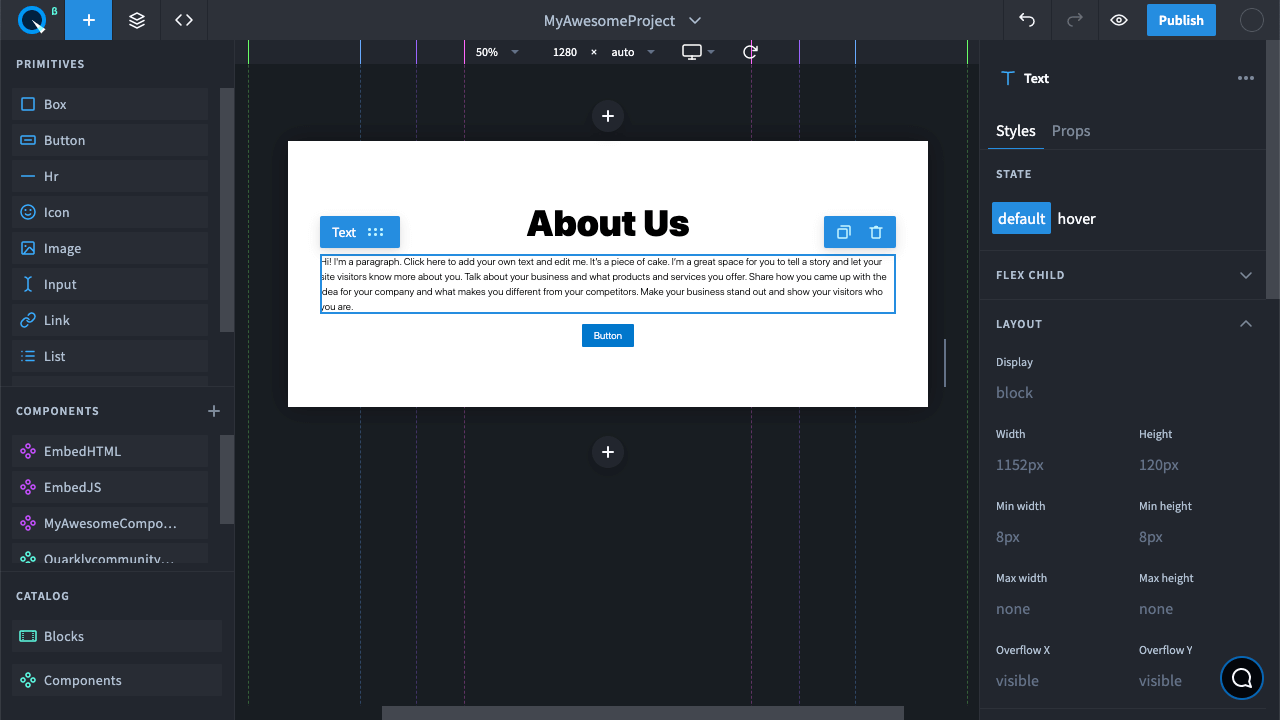 β
MyAwesomeProject
Publish
50%
1280 × auto
PRIMITIVES
Box
Button
Hr
Icon
Image
Input
Link
List
COMPONENTS
EmbedHTML
EmbedJS
MyAwesomeCompo…
Quarklycommunity…
CATALOG
Blocks
Components
About Us
Text
Hi! I'm a paragraph. Click here to add your own text and edit me. It's a piece of cake. I'm a great space for you to tell a story and let your
site visitors know more about you. Talk about your business and what products and services you offer. Share how you came up with the
idea for your company and what makes you different from your competitors. Make your business stand out and show your visitors who
you are.
Button
Text
Styles Props
STATE
default hover
FLEX CHILD
LAYOUT
Display
block
Width Height
1152px 120px
Min width Min height
8px 8px
Max width Max height
none none
Overflow X Overflow Y
visible visible